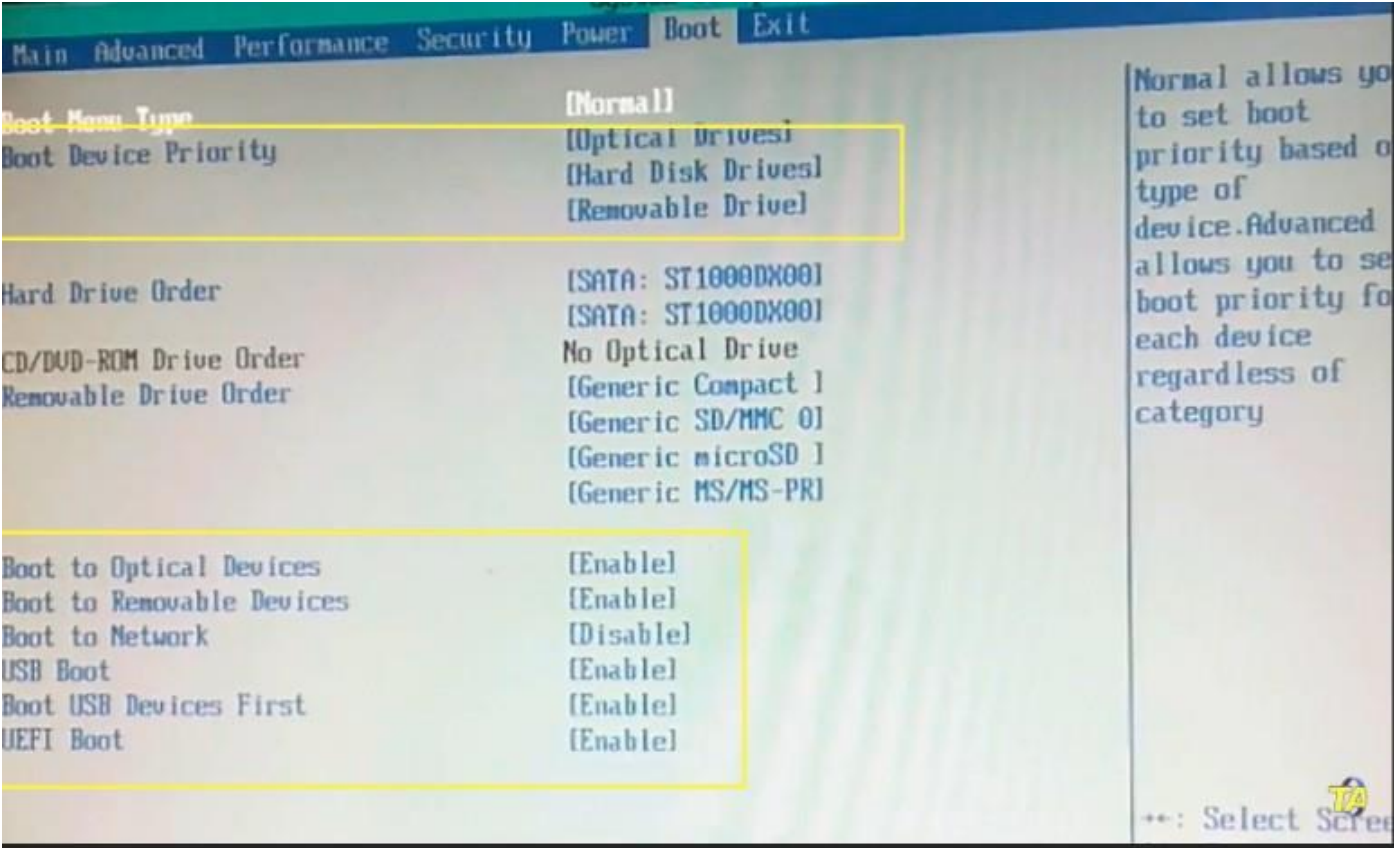 Main Advanced Performance Security Power Boot Exit
Boot Menu Type [Normal]
Boot Device Priority [Optical Drives]
[Hard Disk Drives]
[Removable Drive]
Hard Drive Order [SATA: ST1000DX00]
[SATA: ST1000DX00]
CD/DVD-ROM Drive Order No Optical Drive
Removable Drive Order [Generic Compact ]
[Generic SD/MMC 0]
[Generic microSD ]
[Generic MS/MS-PR]
Boot to Optical Devices [Enable]
Boot to Removable Devices [Enable]
Boot to Network [Disable]
USB Boot [Enable]
Boot USB Devices First [Enable]
UEFI Boot [Enable]
Normal allows yo
to set boot
priority based o
type of
device.Advanced
allows you to se
boot priority fo
each device
regardless of
category
TA
→←: Select Scree